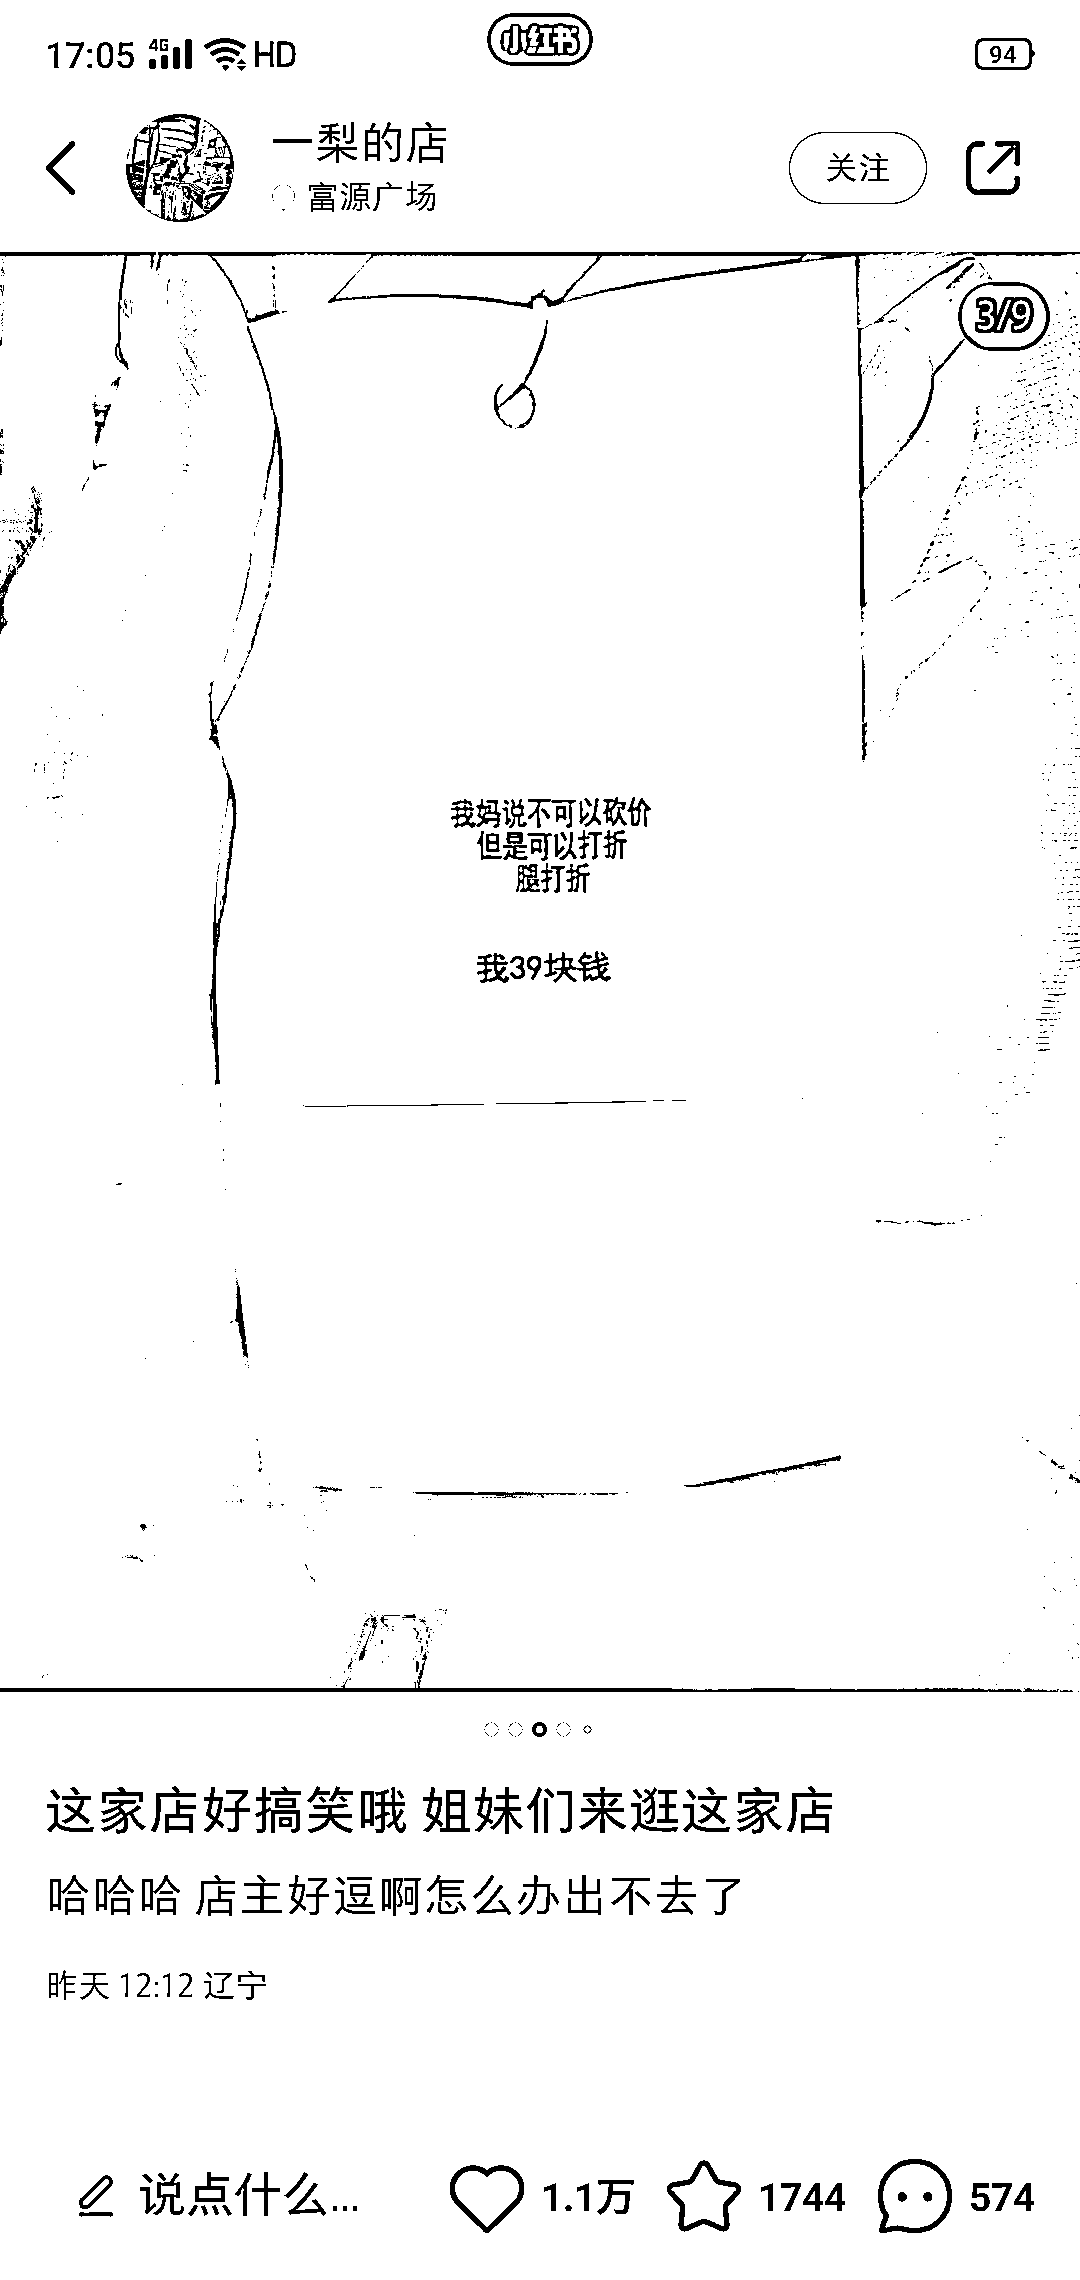 17:05 4G HD 小红书 94
一梨的店
富源广场
关注
3/9
我妈说不可以砍价
但是可以打折
腿打折
我39块钱
这家店好搞笑哦 姐妹们来逛这家店
哈哈哈 店主好逗啊怎么办出不去了
昨天 12:12 辽宁
说点什么...
1.1万
1744
574